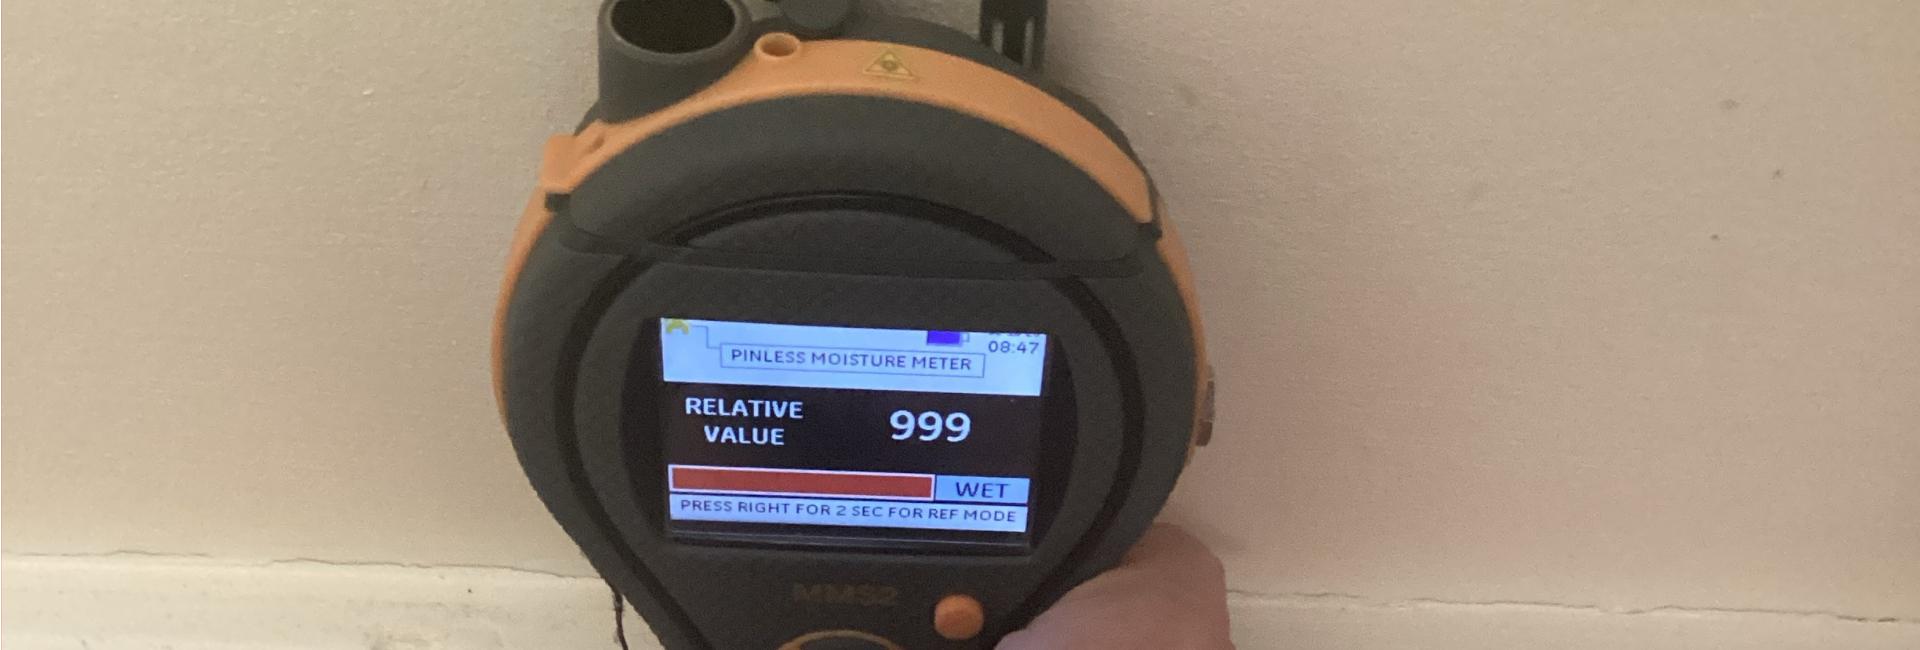 08:47
PINLESS MOISTURE METER
RELATIVE
VALUE
999
WET
PRESS RIGHT FOR 2 SEC FOR REF MODE
MMS2